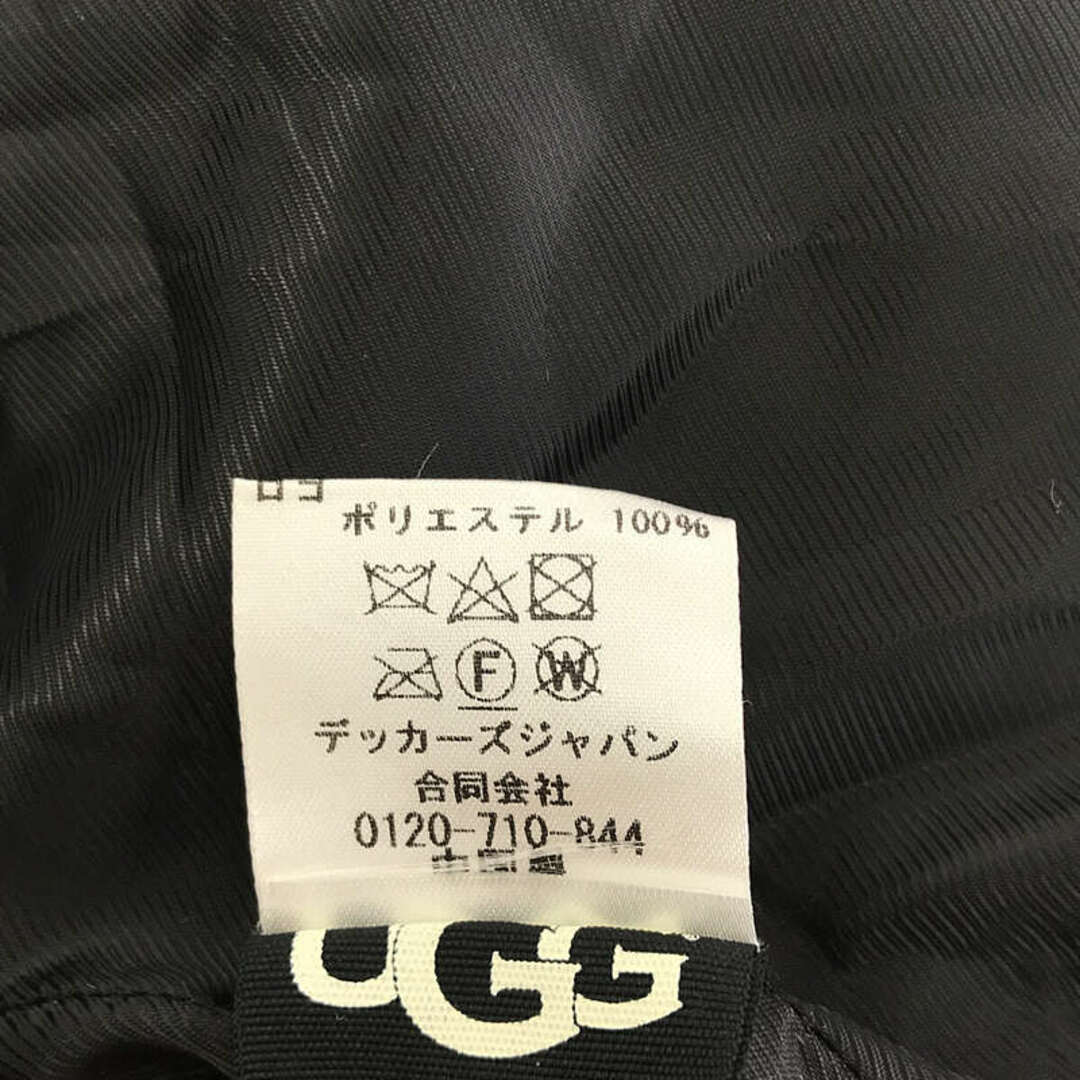 ポリエステル 100%
F W
デッカーズジャパン
合同会社
0120-710-844
UGG